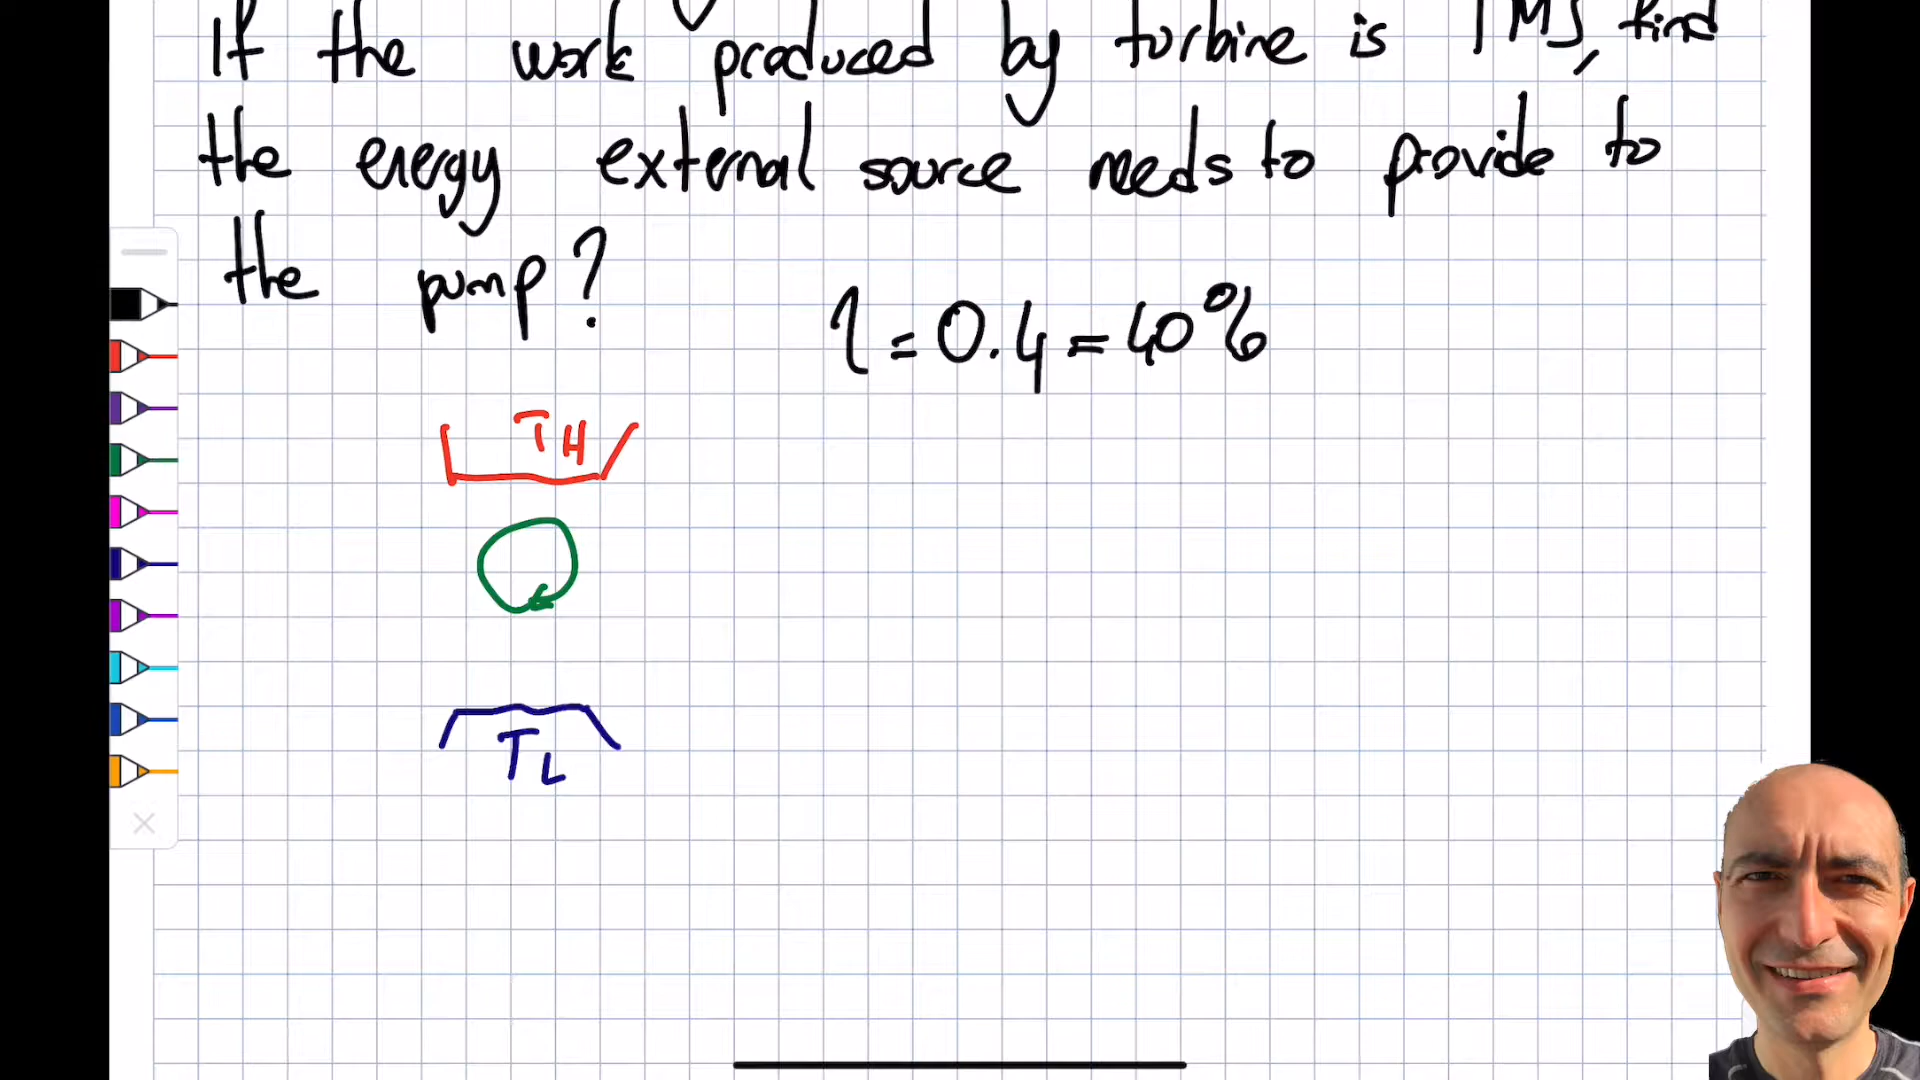 If the work produced by turbine is 1MJ, find
the energy external source needs to provide to
the pump?
η = 0.4 = 40%
TH
TL